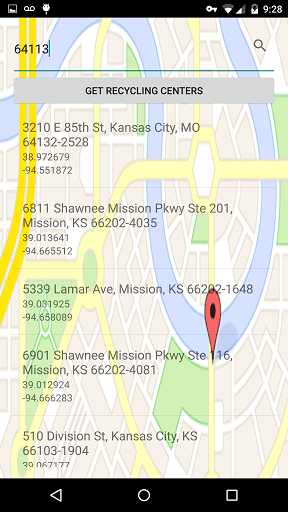 9:28
64113
GET RECYCLING CENTERS
3210 E 85th St, Kansas City, MO
64132-2528
38.972679
-94.551872
6811 Shawnee Mission Pkwy Ste 201,
Mission, KS 66202-4035
39.013641
-94.665512
5339 Lamar Ave, Mission, KS 66202-1648
39.031925
-94.658089
6901 Shawnee Mission Pkwy Ste 116,
Mission, KS 66202-4081
39.012924
-94.666283
510 Division St, Kansas City, KS
66103-1904
39.067177